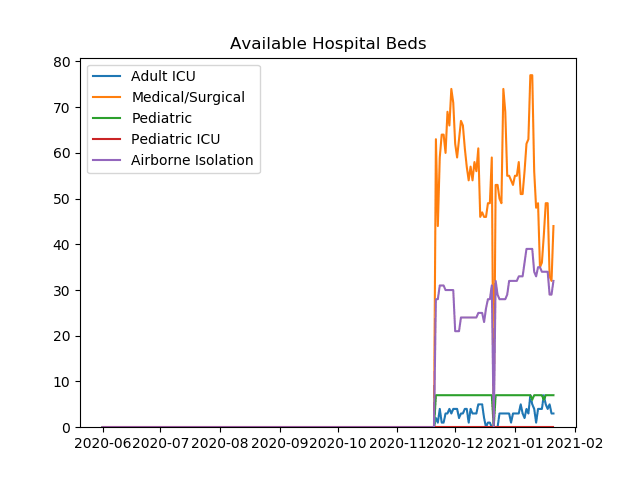 Available Hospital Beds
80
70
60
50
40
30
20
10
0
Adult ICU
Medical/Surgical
Pediatric
Pediatric ICU
Airborne Isolation
2020-06 2020-07 2020-08 2020-09 2020-10 2020-11 2020-12 2021-01 2021-02